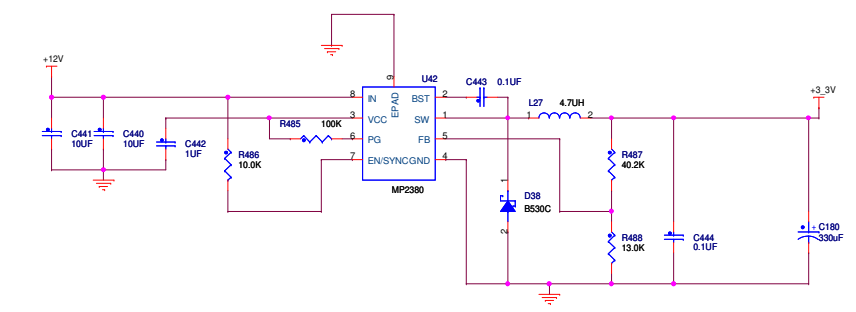 +12V
C441
10UF
C440
10UF
C442
1UF
R486
10.0K
R485
100K
9
U42
8
IN
EPAD
BST
2
3
VCC
SW
1
6
PG
FB
5
7
EN/SYNC
GND
4
MP2380
C443
0.1UF
L27
4.7UH
1
2
+3_3V
R487
40.2K
1
D38
B530C
2
R488
13.0K
C444
0.1UF
+
C180
330uF